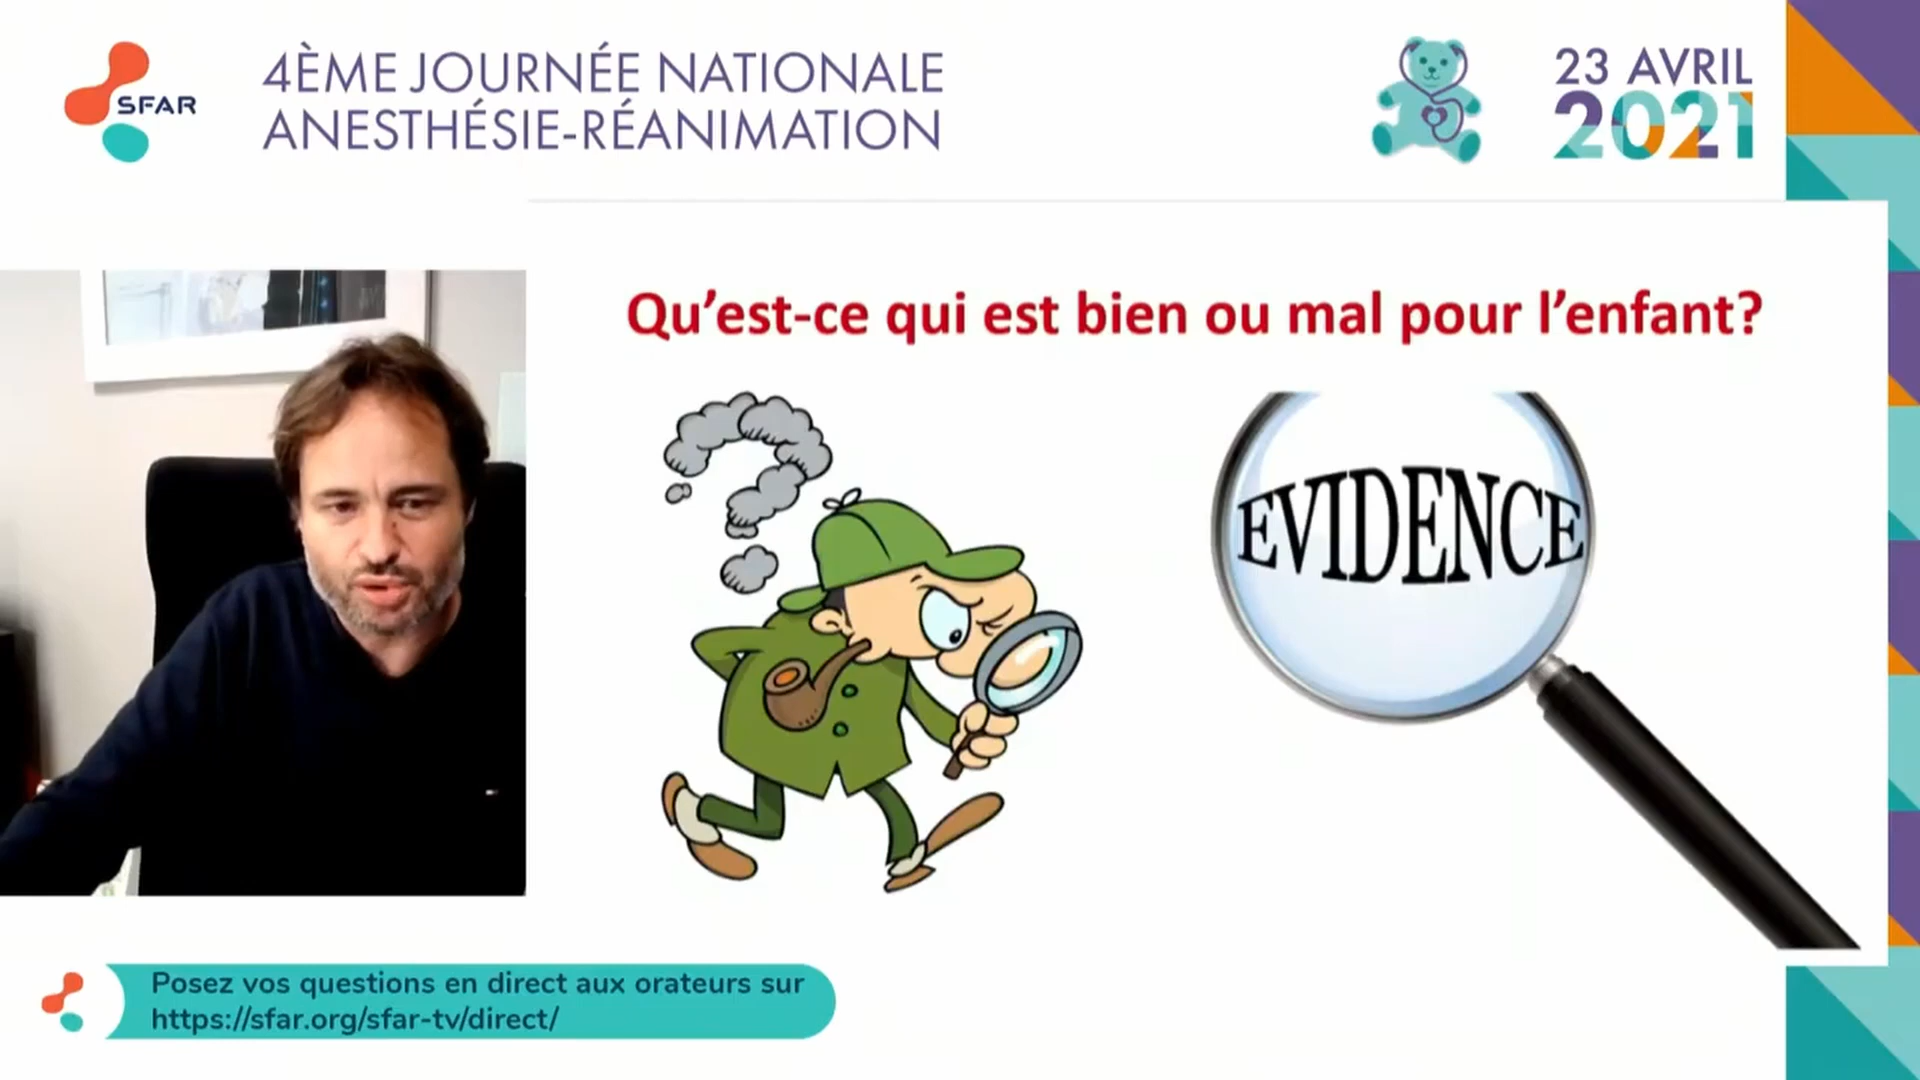 SFAR
4ÈME JOURNÉE NATIONALE
ANESTHÉSIE-RÉANIMATION
23 AVRIL
2021
Qu’est-ce qui est bien ou mal pour l’enfant?
EVIDENCE
Posez vos questions en direct aux orateurs sur
https://sfar.org/sfar-tv/direct/